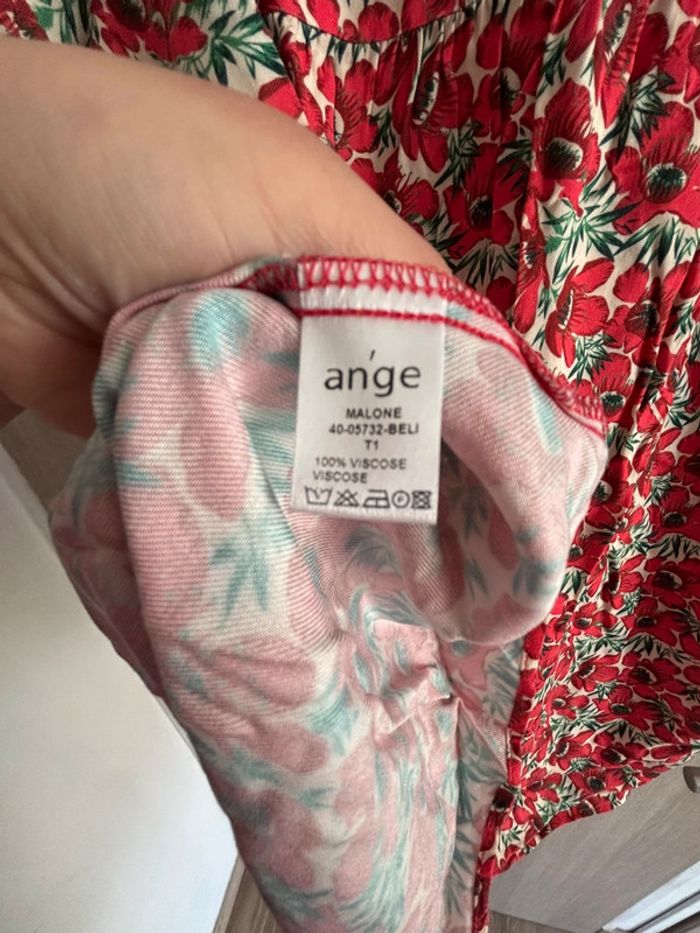 an'ge
MALONE
40-05732-BELI
T1
100% VISCOSE
VISCOSE